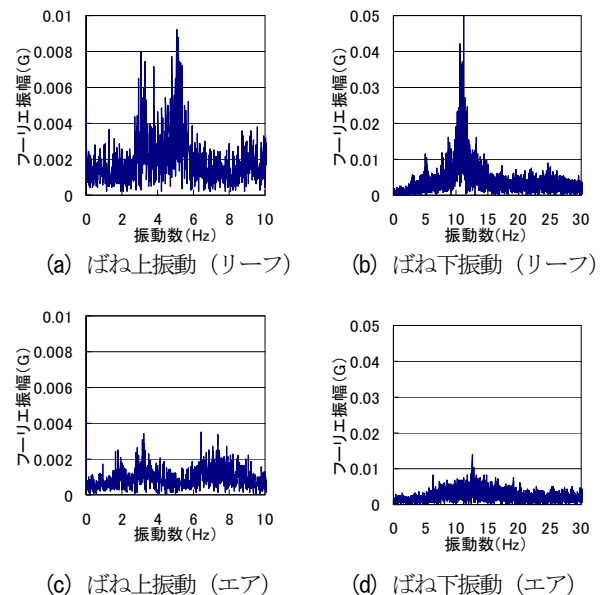 フーリエ振幅(G)
0.01
0.008
0.006
0.004
0.002
0
0 2 4 6 8 10
振動数(Hz)
(a) ばね上振動（リーフ）
フーリエ振幅(G)
0.05
0.04
0.03
0.02
0.01
0
0 5 10 15 20 25 30
振動数(Hz)
(b) ばね下振動（リーフ）
フーリエ振幅(G)
0.01
0.008
0.006
0.004
0.002
0
0 2 4 6 8 10
振動数(Hz)
(c) ばね上振動（エア）
フーリエ振幅(G)
0.05
0.04
0.03
0.02
0.01
0
0 5 10 15 20 25 30
振動数(Hz)
(d) ばね下振動（エア）